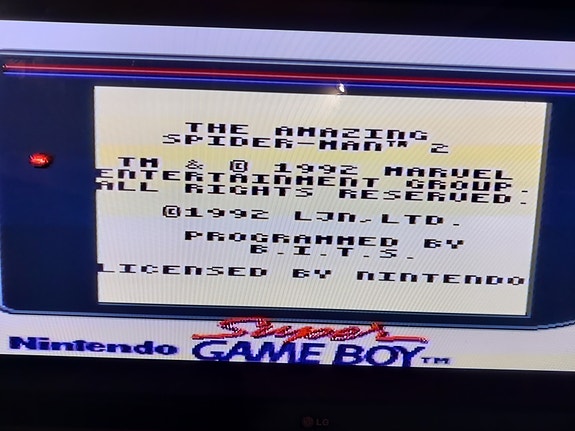 THE AMAZING
SPIDER-MAN™ 2
TM & © 1992 MARVEL
ENTERTAINMENT GROUP.
ALL RIGHTS RESERVED.
©1992 LJN,LTD.
PROGRAMMED BY
B.I.T.S.
LICENSED BY NINTENDO
Super
Nintendo GAME BOY™
LG